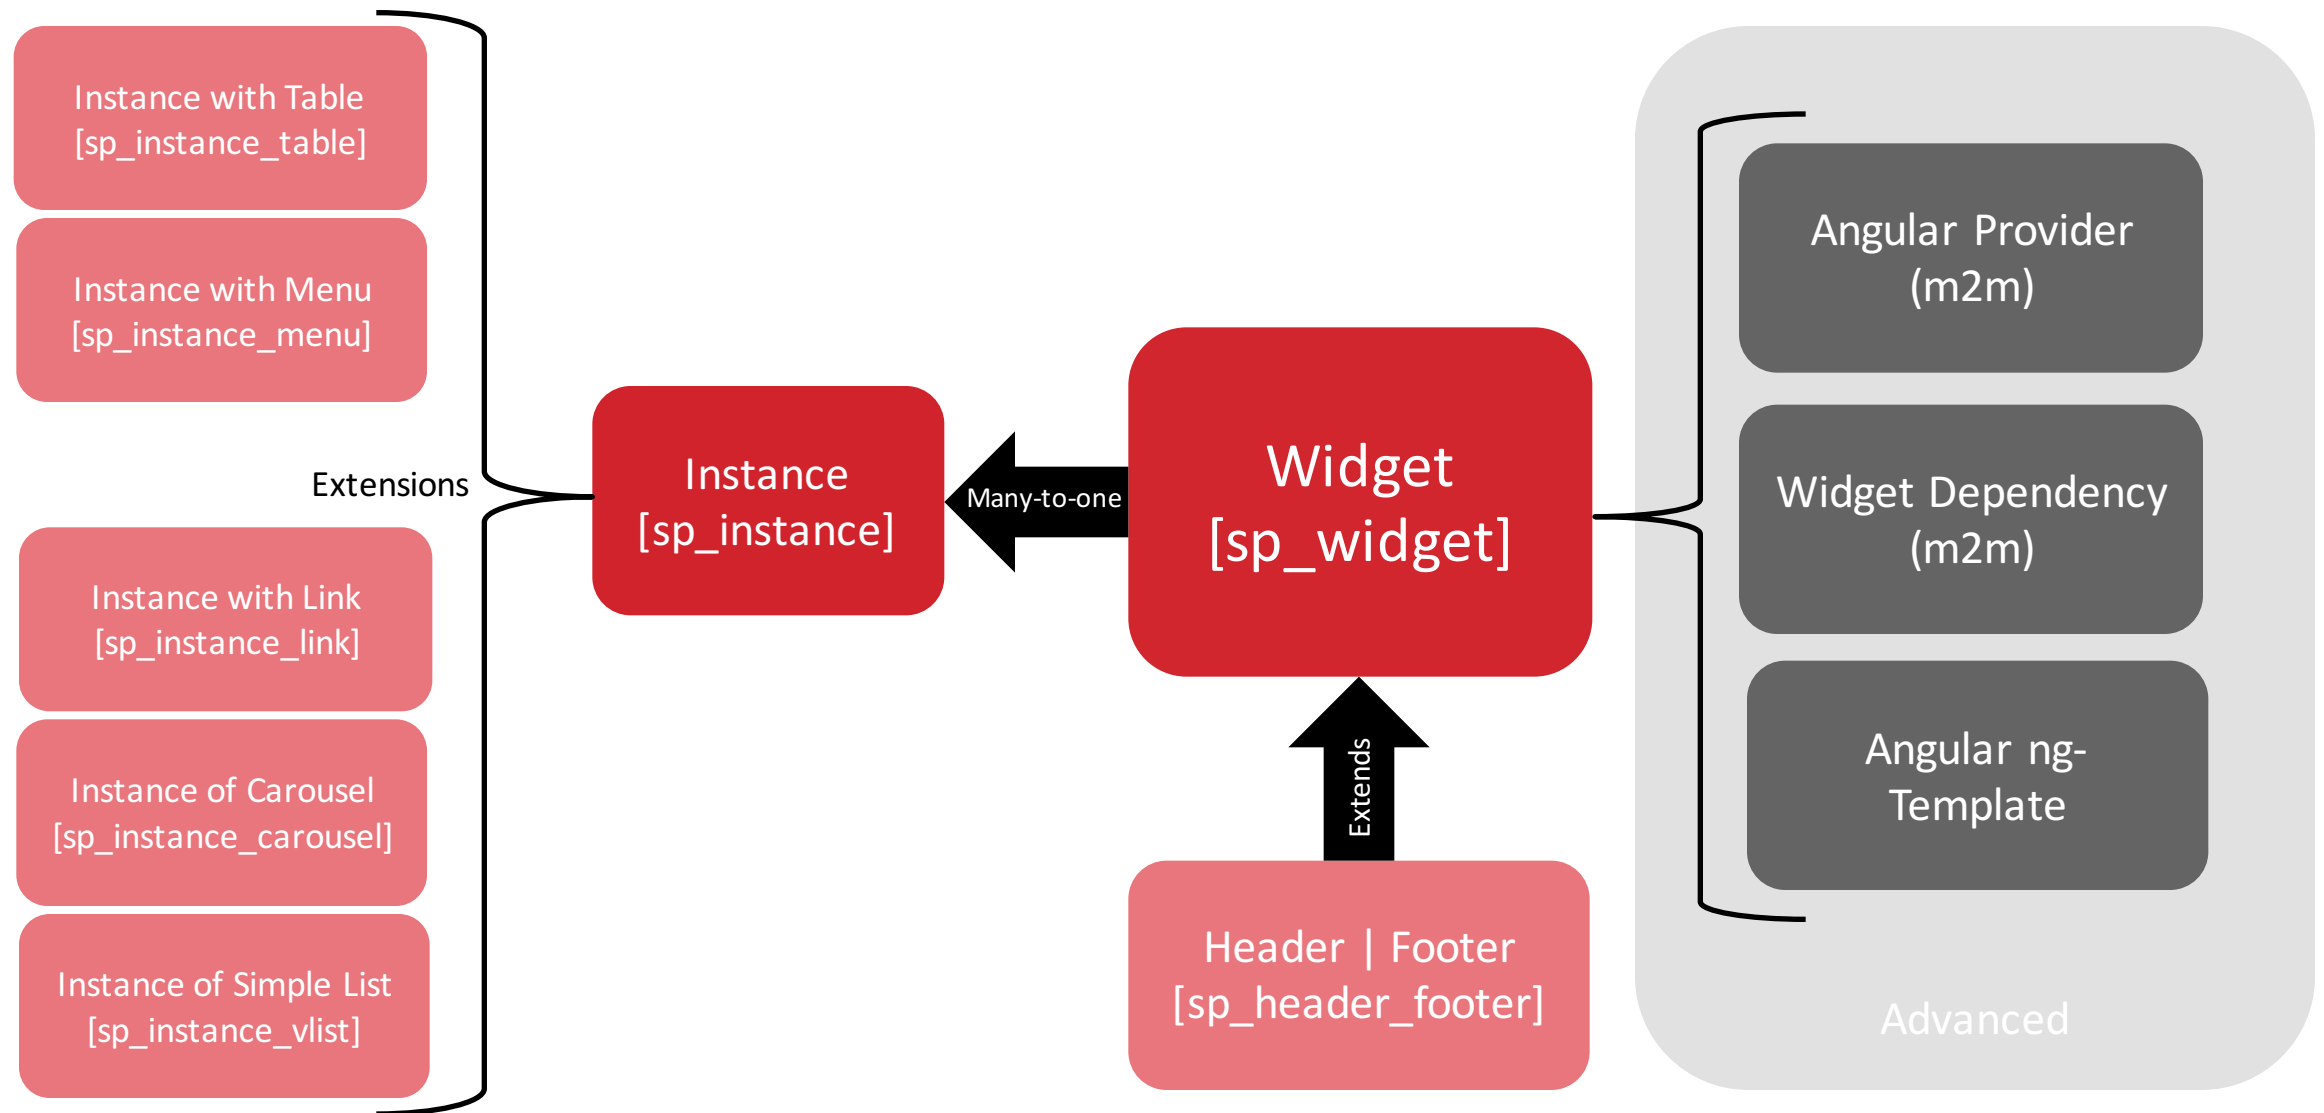 Instance with Table
[sp_instance_table]
Instance with Menu
[sp_instance_menu]
Extensions
Instance with Link
[sp_instance_link]
Instance of Carousel
[sp_instance_carousel]
Instance of Simple List
[sp_instance_vlist]
Instance
[sp_instance]
Many-to-one
Widget
[sp_widget]
Extends
Header | Footer
[sp_header_footer]
Angular Provider
(m2m)
Widget Dependency
(m2m)
Angular ng-
Template
Advanced